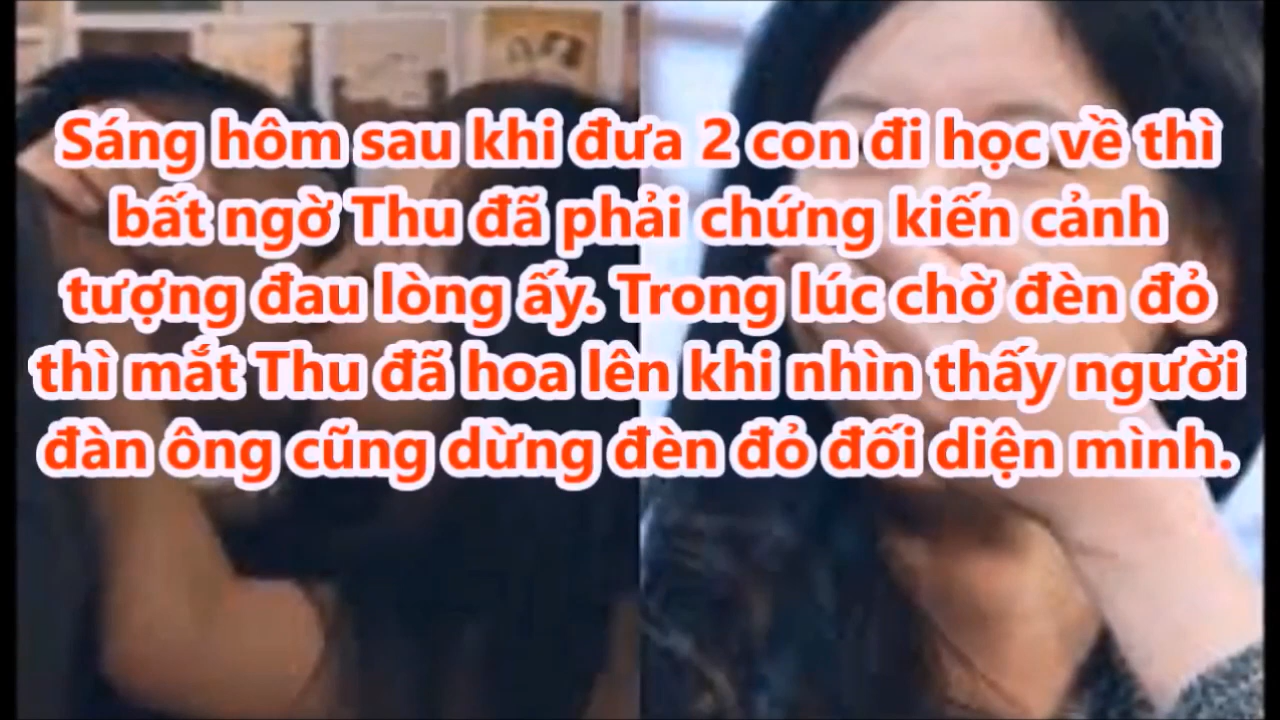 Sáng hôm sau khi đưa 2 con đi học về thì
bất ngờ Thu đã phải chứng kiến cảnh
tượng đau lòng ấy. Trong lúc chờ đèn đỏ
thì mắt Thu đã hoa lên khi nhìn thấy người
đàn ông cũng dừng đèn đỏ đối diện mình.